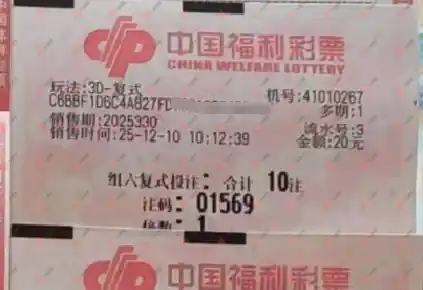 中国福利彩票
CHINA WELFARE LOTTERY
玩法:3D-复式 机号:41010267
C8BBF1D6C4A827FD 多期:1
销售期:2025330 流水号:3
销售时间:25-12-10 10:12:39 金额:20元
组六复式投注: 合计 10注
注码: 01569
倍数: 1
中国福利彩票